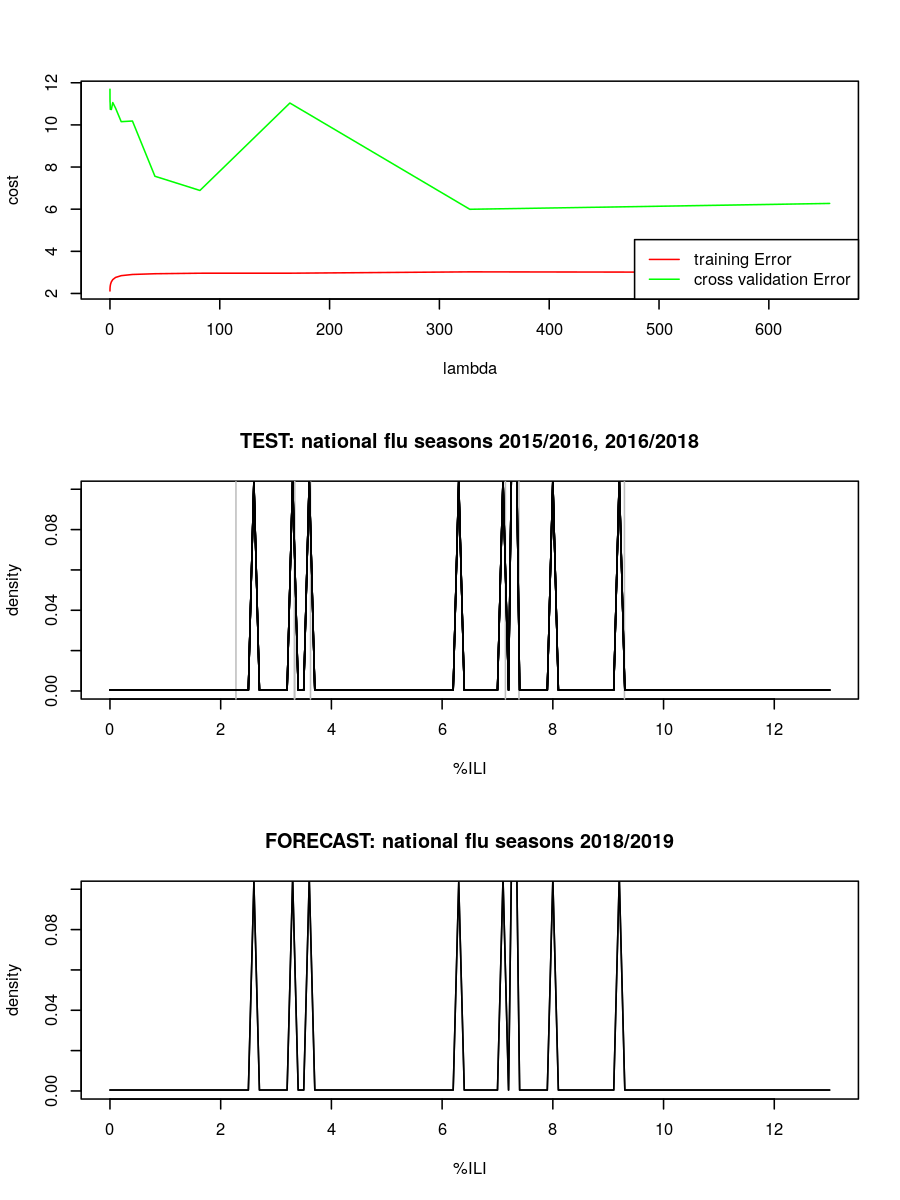 12
10
8
6
4
2
cost
training Error
cross validation Error
0 100 200 300 400 500 600
lambda
TEST: national flu seasons 2015/2016, 2016/2018
0.08
0.04
0.00
density
0 2 4 6 8 10 12
%ILI
FORECAST: national flu seasons 2018/2019
0.08
0.04
0.00
density
0 2 4 6 8 10 12
%ILI